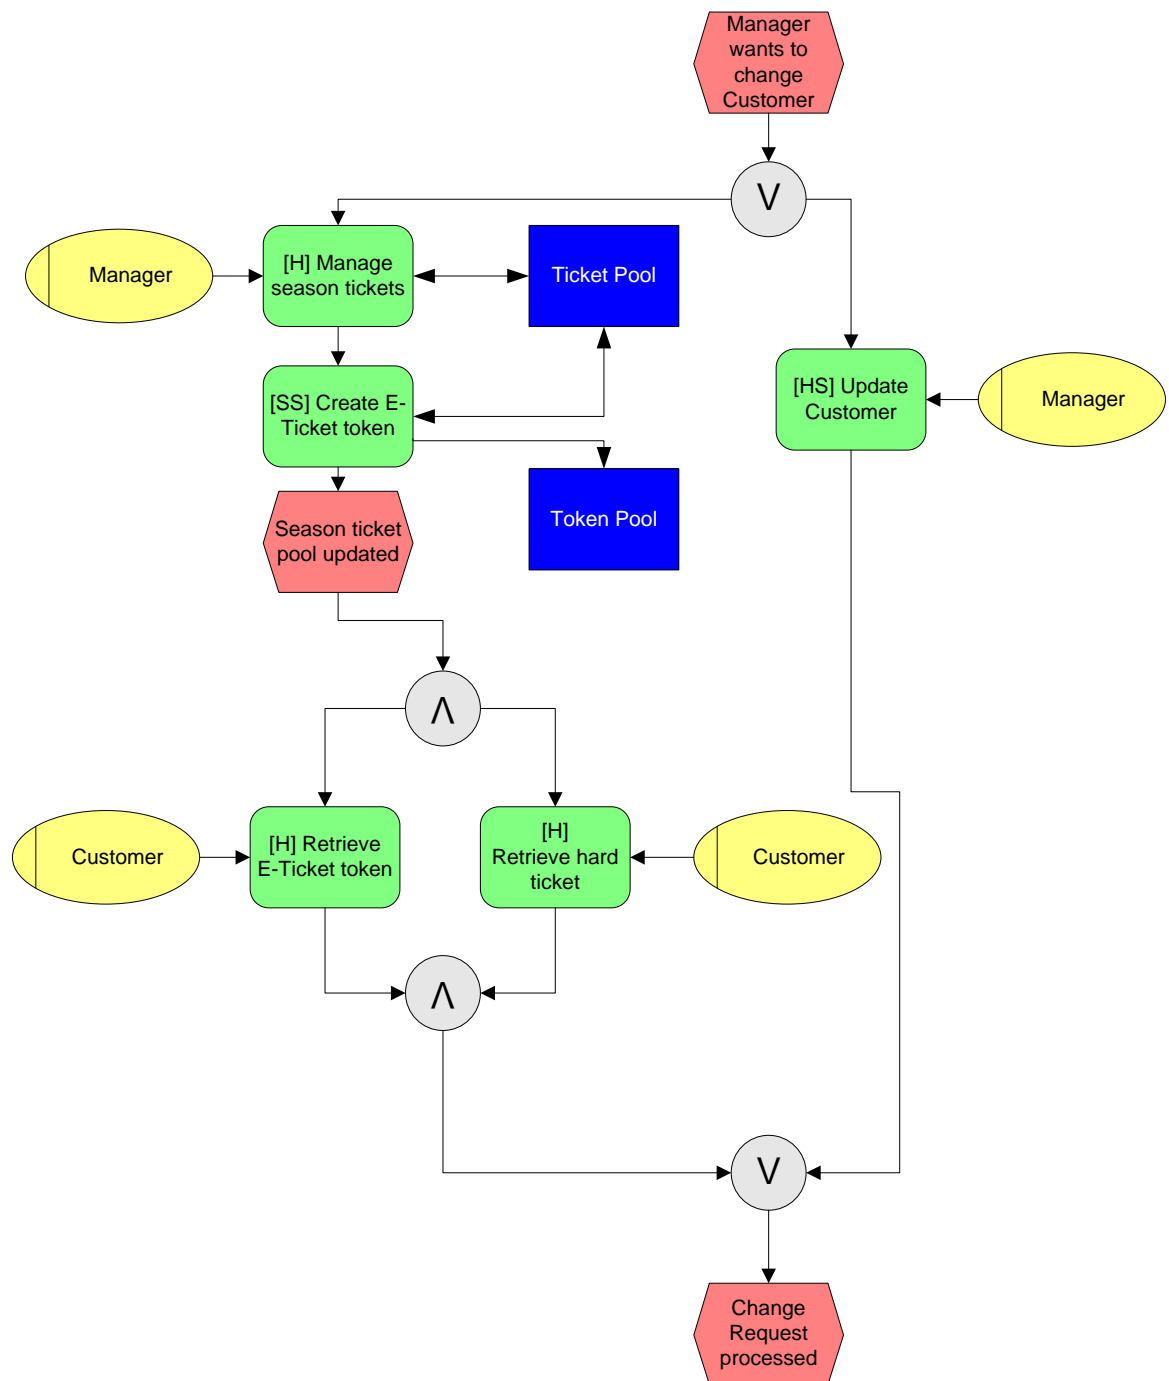 Manager
wants to
change
Customer
V
[H] Manage
season tickets
Ticket Pool
Manager
[SS] Create E-
Ticket token
[HS] Update
Customer
Manager
Season ticket
pool updated
Token Pool
Λ
[H] Retrieve
E-Ticket token
[H]
Retrieve hard
ticket
Customer
Customer
Λ
V
Change
Request
processed